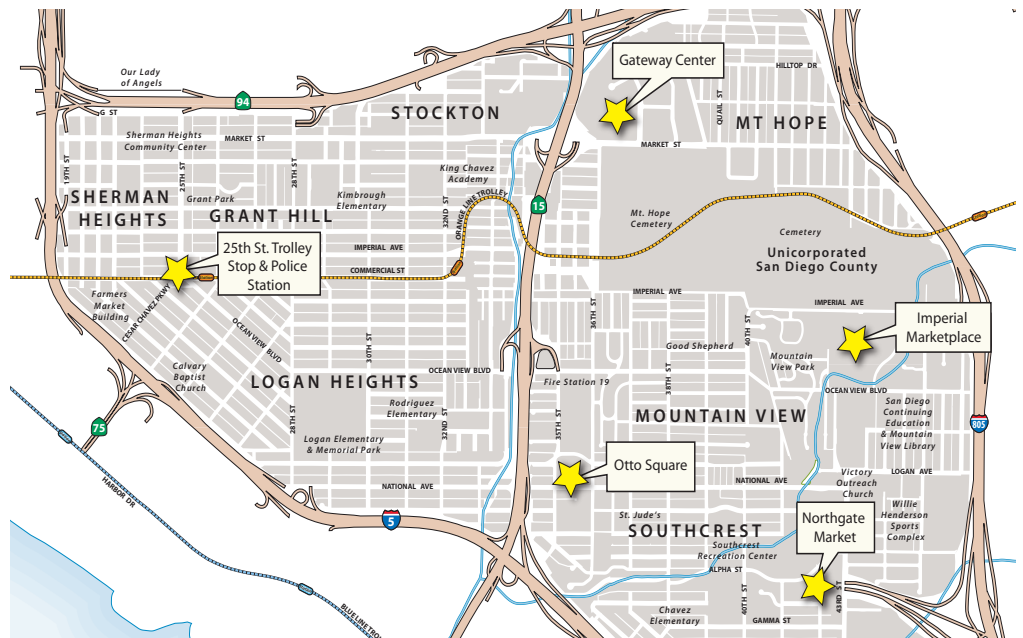 Gateway Center
Our Lady
of Angels
HILLTOP DR
94
G ST
STOCKTON
QUAIL ST
MT HOPE
Sherman Heights
Community Center
MARKET ST
MARKET ST
19TH ST
25TH ST
28TH ST
King Chavez
Academy
SHERMAN
HEIGHTS
Grant Park
Kimbrough
Elementary
32ND ST
ORANGE LINE TROLLEY
15
GRANT HILL
Mt. Hope
Cemetery
Cemetery
25th St. Trolley
Stop & Police
Station
IMPERIAL AVE
COMMERCIAL ST
Unicorporated
San Diego County
Farmers
Market
Building
CESAR CHAVEZ PKWY
IMPERIAL AVE
IMPERIAL AVE
36TH ST
40TH ST
Imperial
Marketplace
OCEAN VIEW BLVD
30TH ST
Good Shepherd
Mountain
View Park
Calvary
Baptist
Church
LOGAN HEIGHTS
OCEAN VIEW BLVD
Fire Station 19
38TH ST
OCEAN VIEW BLVD
28TH ST
Rodriguez
Elementary
32ND ST
35TH ST
MOUNTAIN VIEW
San Diego
Continuing
Education
& Mountain
View Library
805
75
Logan Elementary
& Memorial Park
Otto Square
LOGAN AVE
HARBOR DR
NATIONAL AVE
NATIONAL AVE
Victory
Outreach
Church
5
St. Jude's
SOUTHCREST
Northgate
Market
Willie
Henderson
Sports
Complex
Southcrest
Recreation Center
ALPHA ST
40TH ST
43RD ST
BLUE LINE TRO
Chavez
Elementary
GAMMA ST